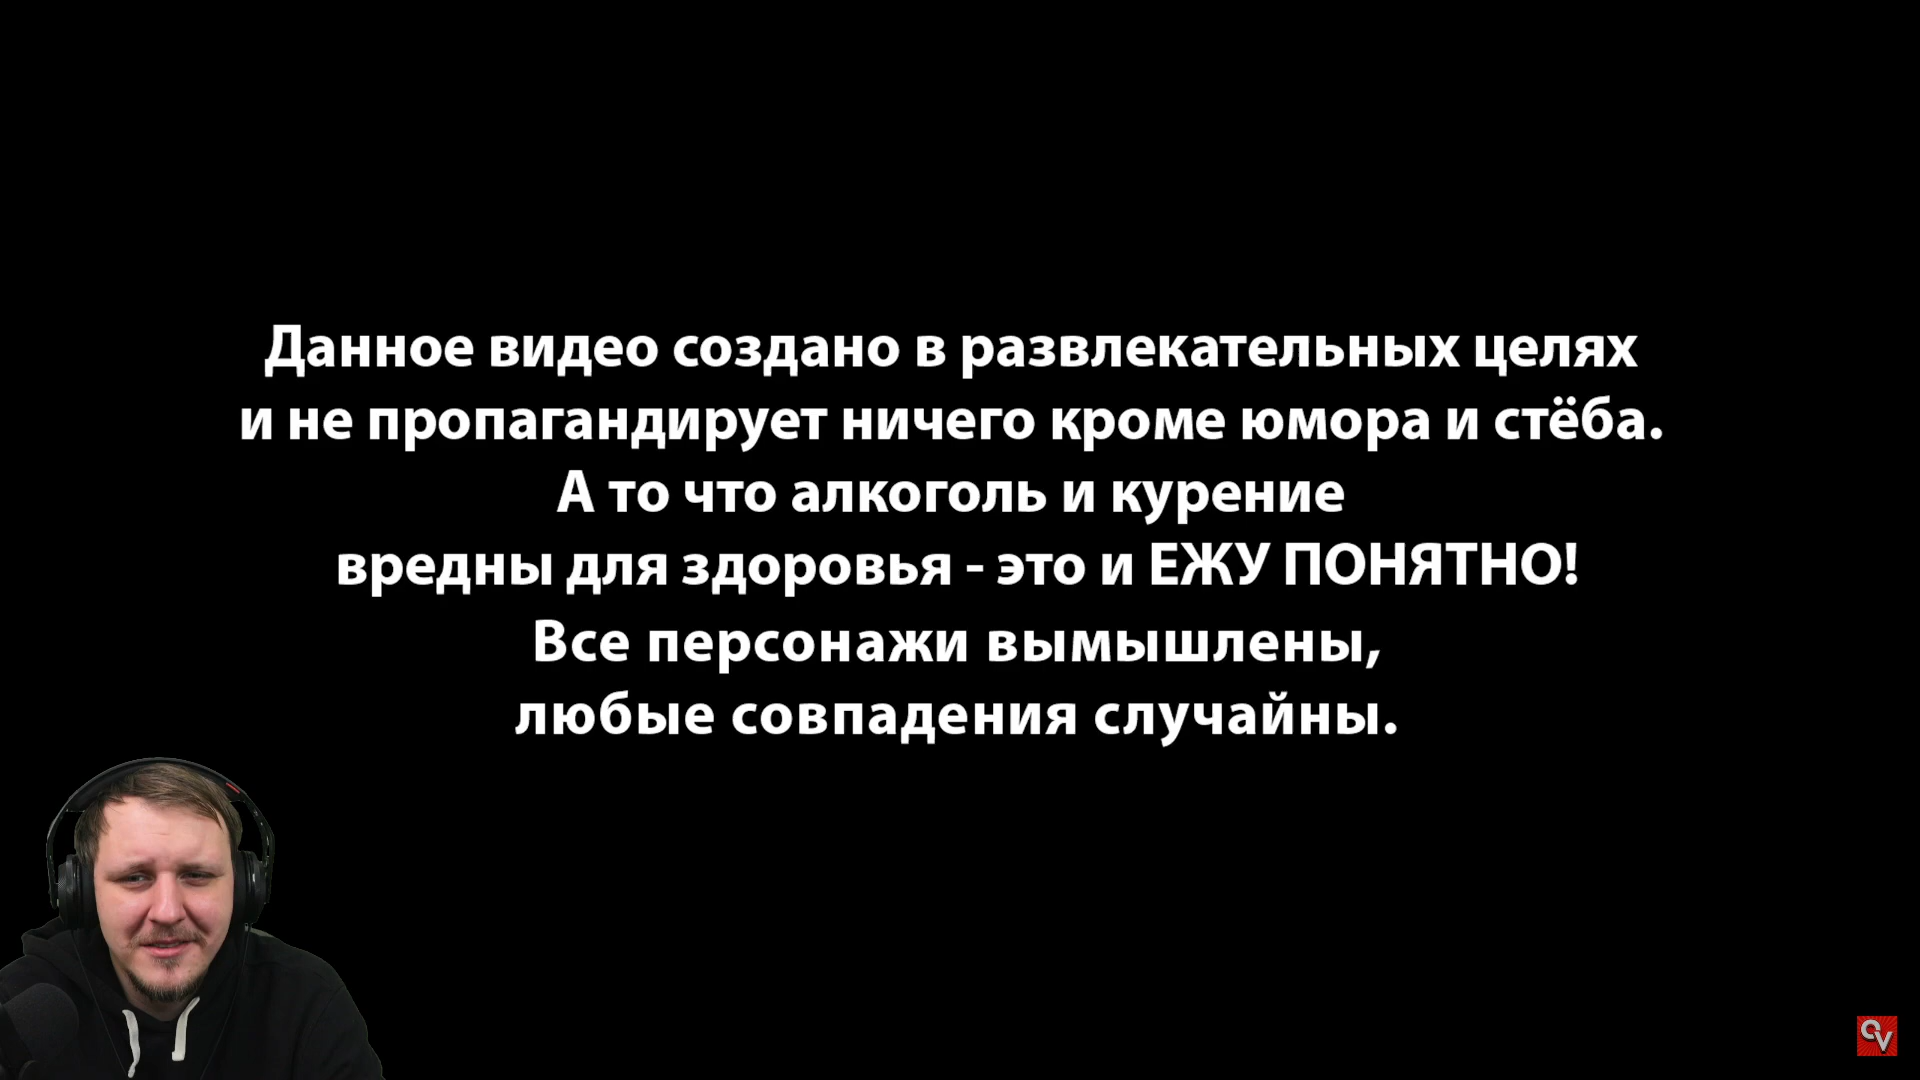 Данное видео создано в развлекательных целях
и не пропагандирует ничего кроме юмора и стёба.
А то что алкоголь и курение
вредны для здоровья - это и ЕЖУ ПОНЯТНО!
Все персонажи вымышлены,
любые совпадения случайны.